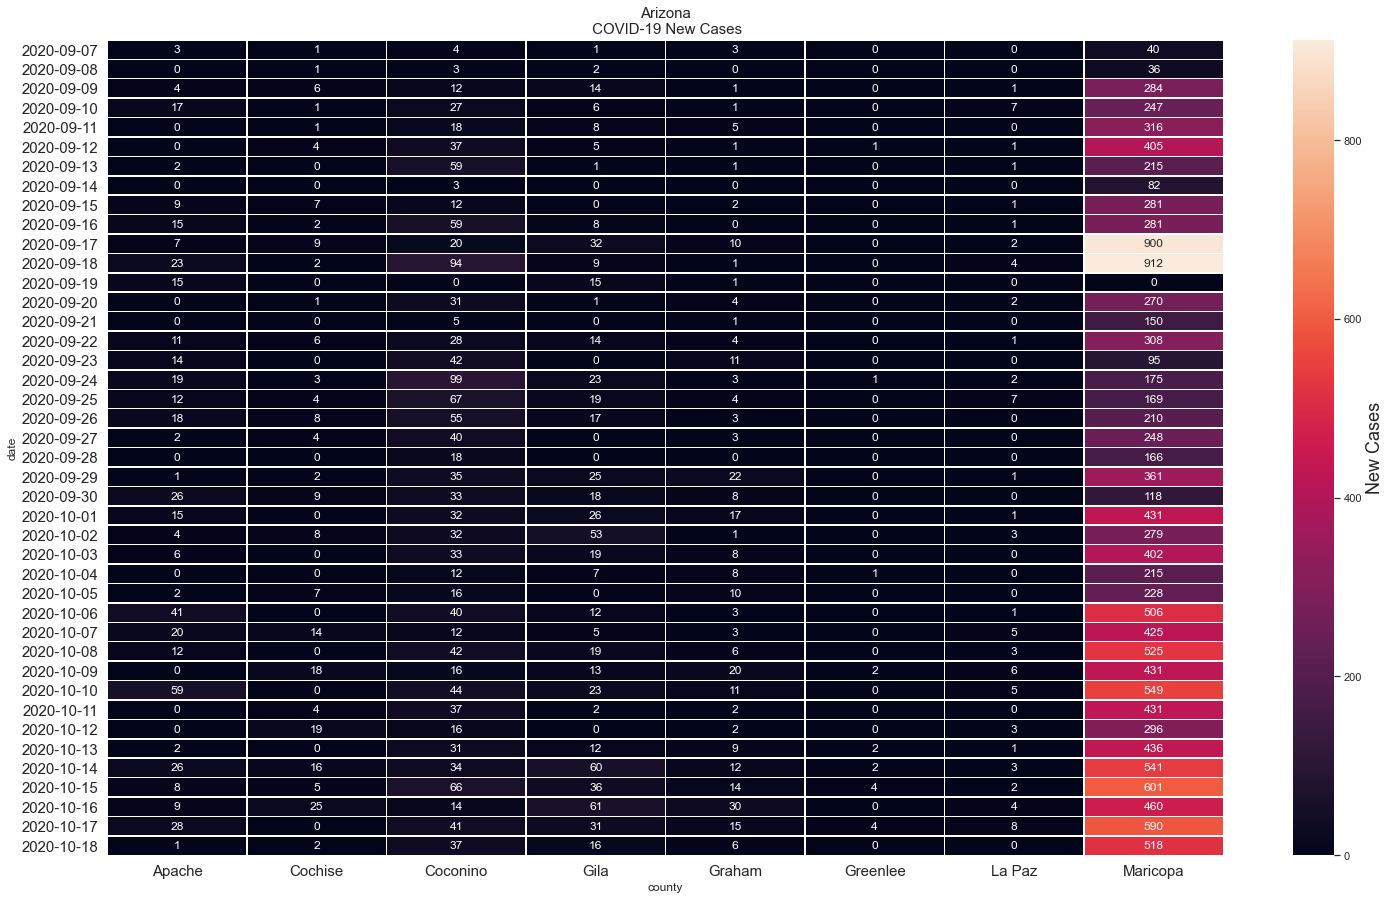 Arizona
COVID-19 New Cases
2020-09-07 3 1 4 1 3 0 0 40
2020-09-08 0 1 3 2 0 0 0 36
2020-09-09 4 6 12 14 1 0 1 284
2020-09-10 17 1 27 6 1 0 7 247
2020-09-11 0 1 18 8 5 0 0 316
2020-09-12 0 4 37 5 1 1 1 405
2020-09-13 2 0 59 1 1 0 1 215
2020-09-14 0 0 3 0 0 0 0 82
2020-09-15 9 7 12 0 2 0 1 281
2020-09-16 15 2 59 8 0 0 1 281
2020-09-17 7 9 20 32 10 0 2 900
2020-09-18 23 2 94 9 1 0 4 912
2020-09-19 15 0 0 15 1 0 0 0
2020-09-20 0 1 31 1 4 0 2 270
2020-09-21 0 0 5 0 1 0 0 150
2020-09-22 11 6 28 14 4 0 1 308
2020-09-23 14 0 42 0 11 0 0 95
2020-09-24 19 3 99 23 3 1 2 175
2020-09-25 12 4 67 19 4 0 7 169
2020-09-26 18 8 55 17 3 0 0 210
2020-09-27 2 4 40 0 3 0 0 248
2020-09-28 0 0 18 0 0 0 0 166
2020-09-29 1 2 35 25 22 0 1 361
2020-09-30 26 9 33 18 8 0 0 118
2020-10-01 15 0 32 26 17 0 1 431
2020-10-02 4 8 32 53 1 0 3 279
2020-10-03 6 0 33 19 8 0 0 402
2020-10-04 0 0 12 7 8 1 0 215
2020-10-05 2 7 16 0 10 0 0 228
2020-10-06 41 0 40 12 3 0 1 506
2020-10-07 20 14 12 5 3 0 5 425
2020-10-08 12 0 42 19 6 0 3 525
2020-10-09 0 18 16 13 20 2 6 431
2020-10-10 59 0 44 23 11 0 5 549
2020-10-11 0 4 37 2 2 0 0 431
2020-10-12 0 19 16 0 2 0 3 296
2020-10-13 2 0 31 12 9 2 1 436
2020-10-14 26 16 34 60 12 2 3 541
2020-10-15 8 5 66 36 14 4 2 601
2020-10-16 9 25 14 61 30 0 4 460
2020-10-17 28 0 41 31 15 4 8 590
2020-10-18 1 2 37 16 6 0 0 518
Apache Cochise Coconino Gila Graham Greenlee La Paz Maricopa
county
date
800
600
400
200
0
New Cases